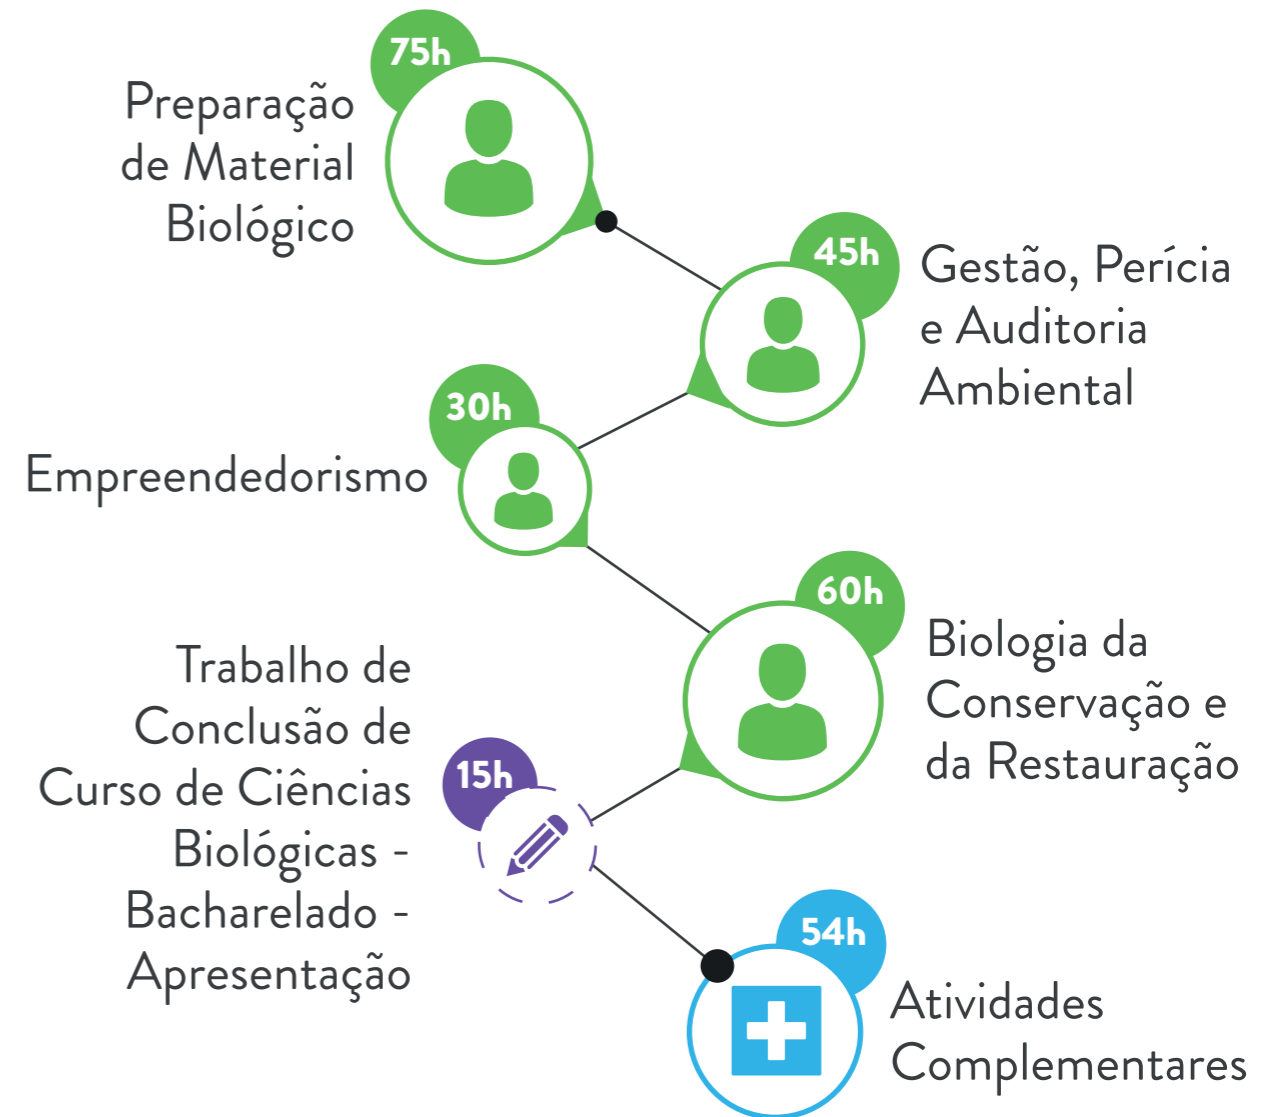 75h
Preparação
de Material
Biológico
45h
Gestão, Perícia
e Auditoria
Ambiental
30h
Empreendedorismo
60h
Biologia da
Conservação e
da Restauração
Trabalho de
Conclusão de
Curso de Ciências
Biológicas -
Bacharelado -
Apresentação
15h
54h
Atividades
Complementares